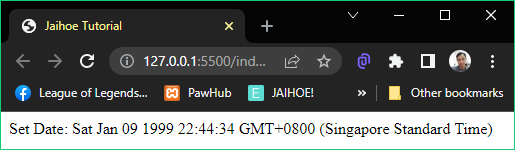 Jaihoe Tutorial
127.0.0.1:5500/ind...
League of Legends... PawHub JAIHOE! » Other bookmarks
Set Date: Sat Jan 09 1999 22:44:34 GMT+0800 (Singapore Standard Time)